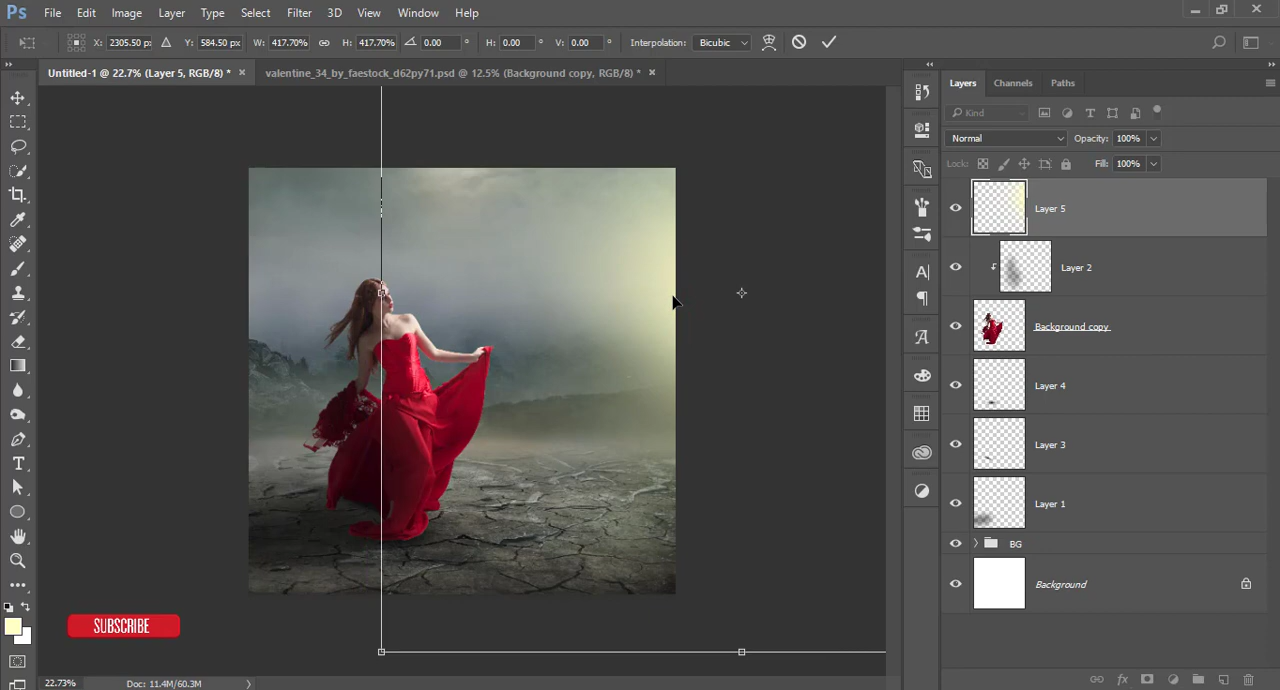 Ps File Edit Image Layer Type Select Filter 3D View Window Help
X: 2305.50 px Y: 584.50 px W: 417.70% H: 417.70% 0.00 ° H: 0.00 ° V: 0.00 ° Interpolation: Bicubic
Untitled-1 @ 22.7% (Layer 5, RGB/8) * × valentine_34_by_faestock_d62py71.psd @ 12.5% (Background copy, RGB/8) * ×
Layers Channels Paths
Kind
Normal Opacity: 100%
Lock: Fill: 100%
Layer 5
Layer 2
Background copy
Layer 4
Layer 3
Layer 1
BG
Background
SUBSCRIBE
22.73% Doc: 11.4M/60.3M